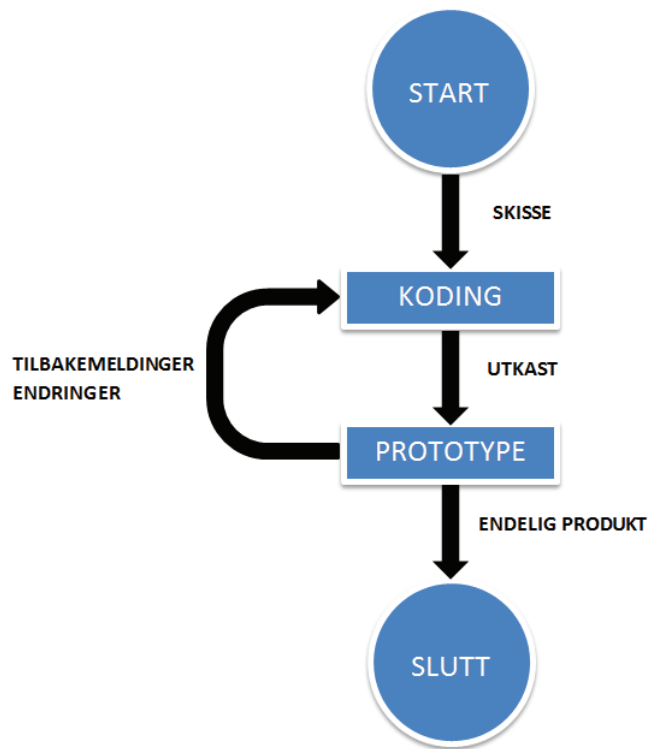 START
SKISSE
KODING
TILBAKEMELDINGER
ENDRINGER
UTKAST
PROTOTYPE
ENDELIG PRODUKT
SLUTT